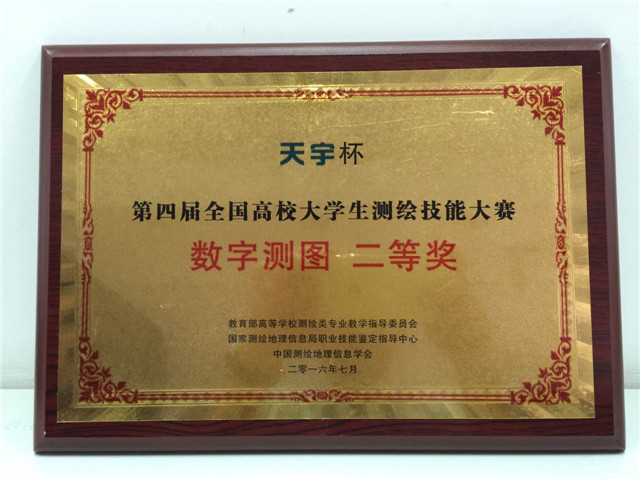 天宇杯
第四届全国高校大学生测绘技能大赛
数字测图 二等奖
教育部高等学校测绘类专业教学指导委员会
国家测绘地理信息局职业技能鉴定指导中心
中国测绘地理信息学会
二零一六年七月